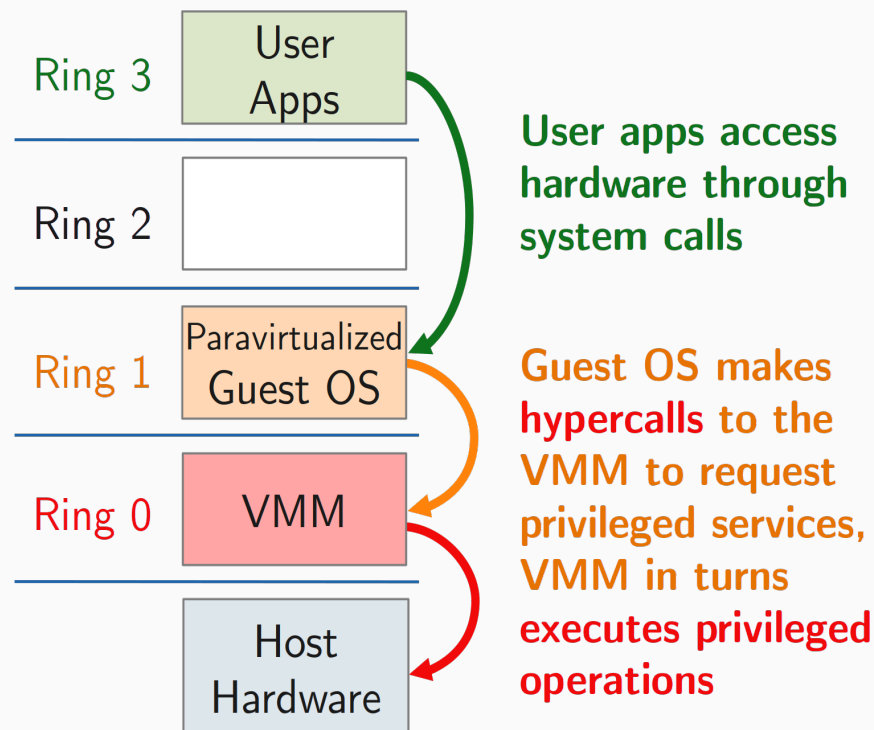 Ring 3
User
Apps
Ring 2
Ring 1
Paravirtualized
Guest OS
Ring 0
VMM
Host
Hardware
User apps access
hardware through
system calls
Guest OS makes
hypercalls to the
VMM to request
privileged services,
VMM in turns
executes privileged
operations